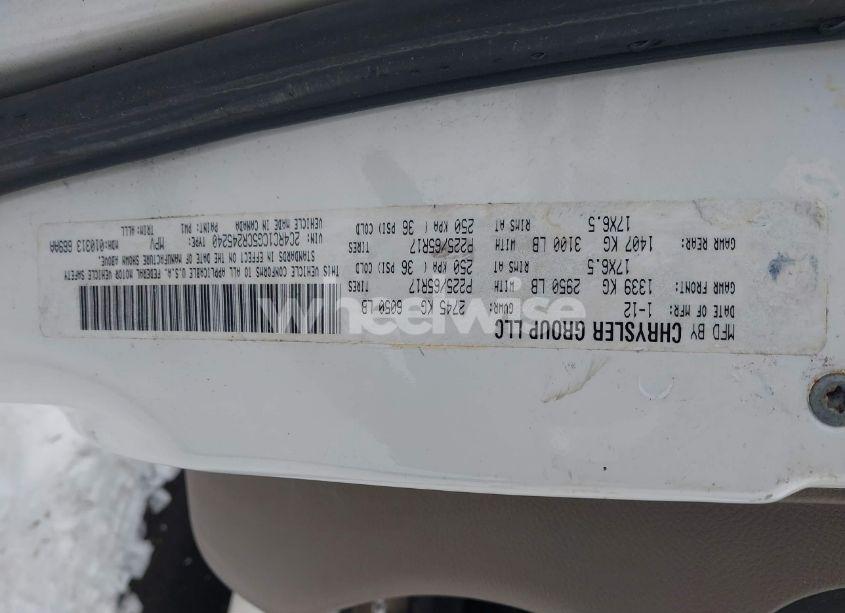 MFD BY CHRYSLER GROUP LLC
DATE OF MFR: 1-12 GVWR: 2745 KG 6050 LB
GAWR FRONT: 1339 KG 2950 LB WITH P225/65R17 TIRES
17X6.5 RIMS AT 250 KPA ( 36 PSI) COLD
GAWR REAR: 1407 KG 3100 LB WITH P225/65R17 TIRES
17X6.5 RIMS AT 250 KPA ( 36 PSI) COLD
THIS VEHICLE CONFORMS TO ALL APPLICABLE U.S.A. FEDERAL MOTOR VEHICLE SAFETY
STANDARDS IN EFFECT ON THE DATE OF MANUFACTURE SHOWN ABOVE.
VIN: 2C4RC1CG5CR245240 TYPE: MPV MDH:010313 669AA
VEHICLE MADE IN CANADA PAINT: PW1 TRIM:
wheelwise